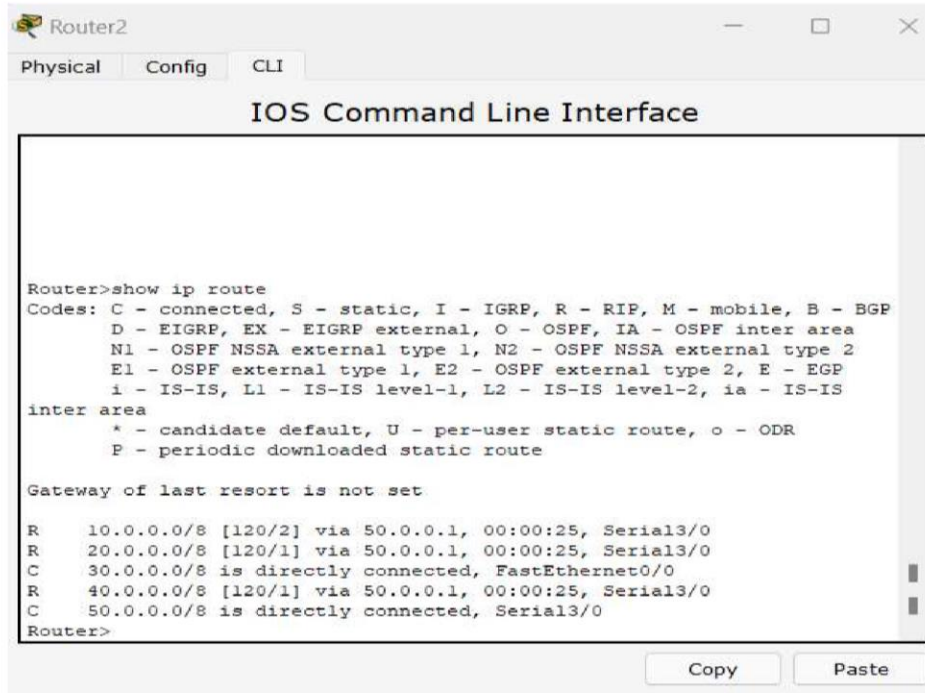 Router2
Physical Config CLI
IOS Command Line Interface
Router>show ip route
Codes: C - connected, S - static, I - IGRP, R - RIP, M - mobile, B - BGP
D - EIGRP, EX - EIGRP external, O - OSPF, IA - OSPF inter area
N1 - OSPF NSSA external type 1, N2 - OSPF NSSA external type 2
E1 - OSPF external type 1, E2 - OSPF external type 2, E - EGP
i - IS-IS, L1 - IS-IS level-1, L2 - IS-IS level-2, ia - IS-IS
inter area
* - candidate default, U - per-user static route, o - ODR
P - periodic downloaded static route
Gateway of last resort is not set
R 10.0.0.0/8 [120/2] via 50.0.0.1, 00:00:25, Serial3/0
R 20.0.0.0/8 [120/1] via 50.0.0.1, 00:00:25, Serial3/0
C 30.0.0.0/8 is directly connected, FastEthernet0/0
R 40.0.0.0/8 [120/1] via 50.0.0.1, 00:00:25, Serial3/0
C 50.0.0.0/8 is directly connected, Serial3/0
Router>
Copy Paste